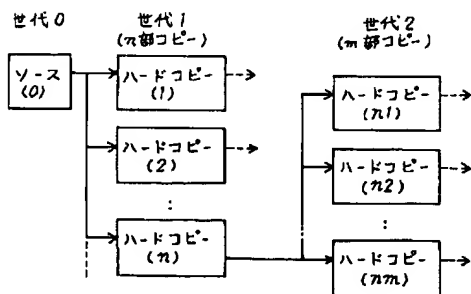 世代0
世代1
(n部コピー)
世代2
(m部コピー)
ソース
(0)
ハードコピー
(1)
ハードコピー
(2)
:
ハードコピー
(n)
ハードコピー
(n1)
ハードコピー
(n2)
:
ハードコピー
(nm)